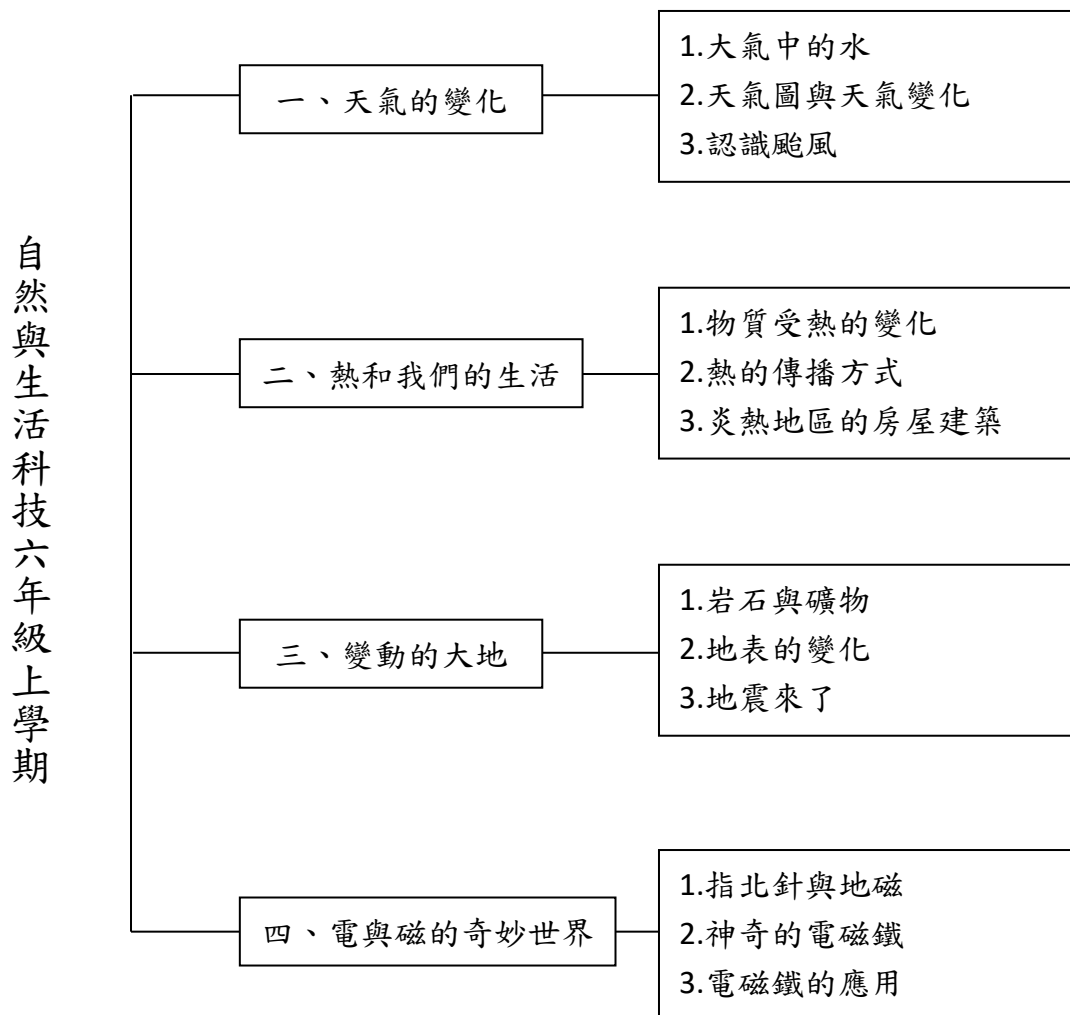 自然與生活科技六年級上學期
一、天氣的變化
1.大氣中的水
2.天氣圖與天氣變化
3.認識颱風
二、熱和我們的生活
1.物質受熱的變化
2.熱的傳播方式
3.炎熱地區的房屋建築
三、變動的大地
1.岩石與礦物
2.地表的變化
3.地震來了
四、電與磁的奇妙世界
1.指北針與地磁
2.神奇的電磁鐵
3.電磁鐵的應用